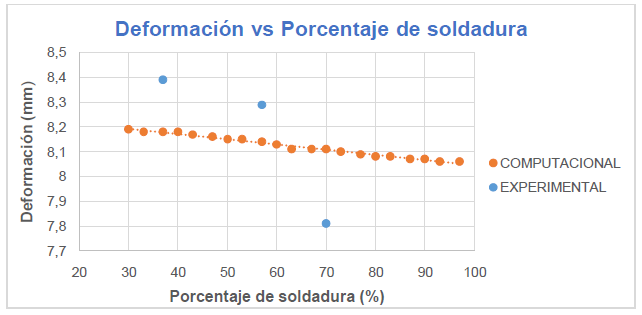 Deformación vs Porcentaje de soldadura
8,5
8,4
8,3
8,2
8,1
8
7,9
7,8
7,7
Deformación (mm)
20 30 40 50 60 70 80 90 100
Porcentaje de soldadura (%)
COMPUTACIONAL
EXPERIMENTAL